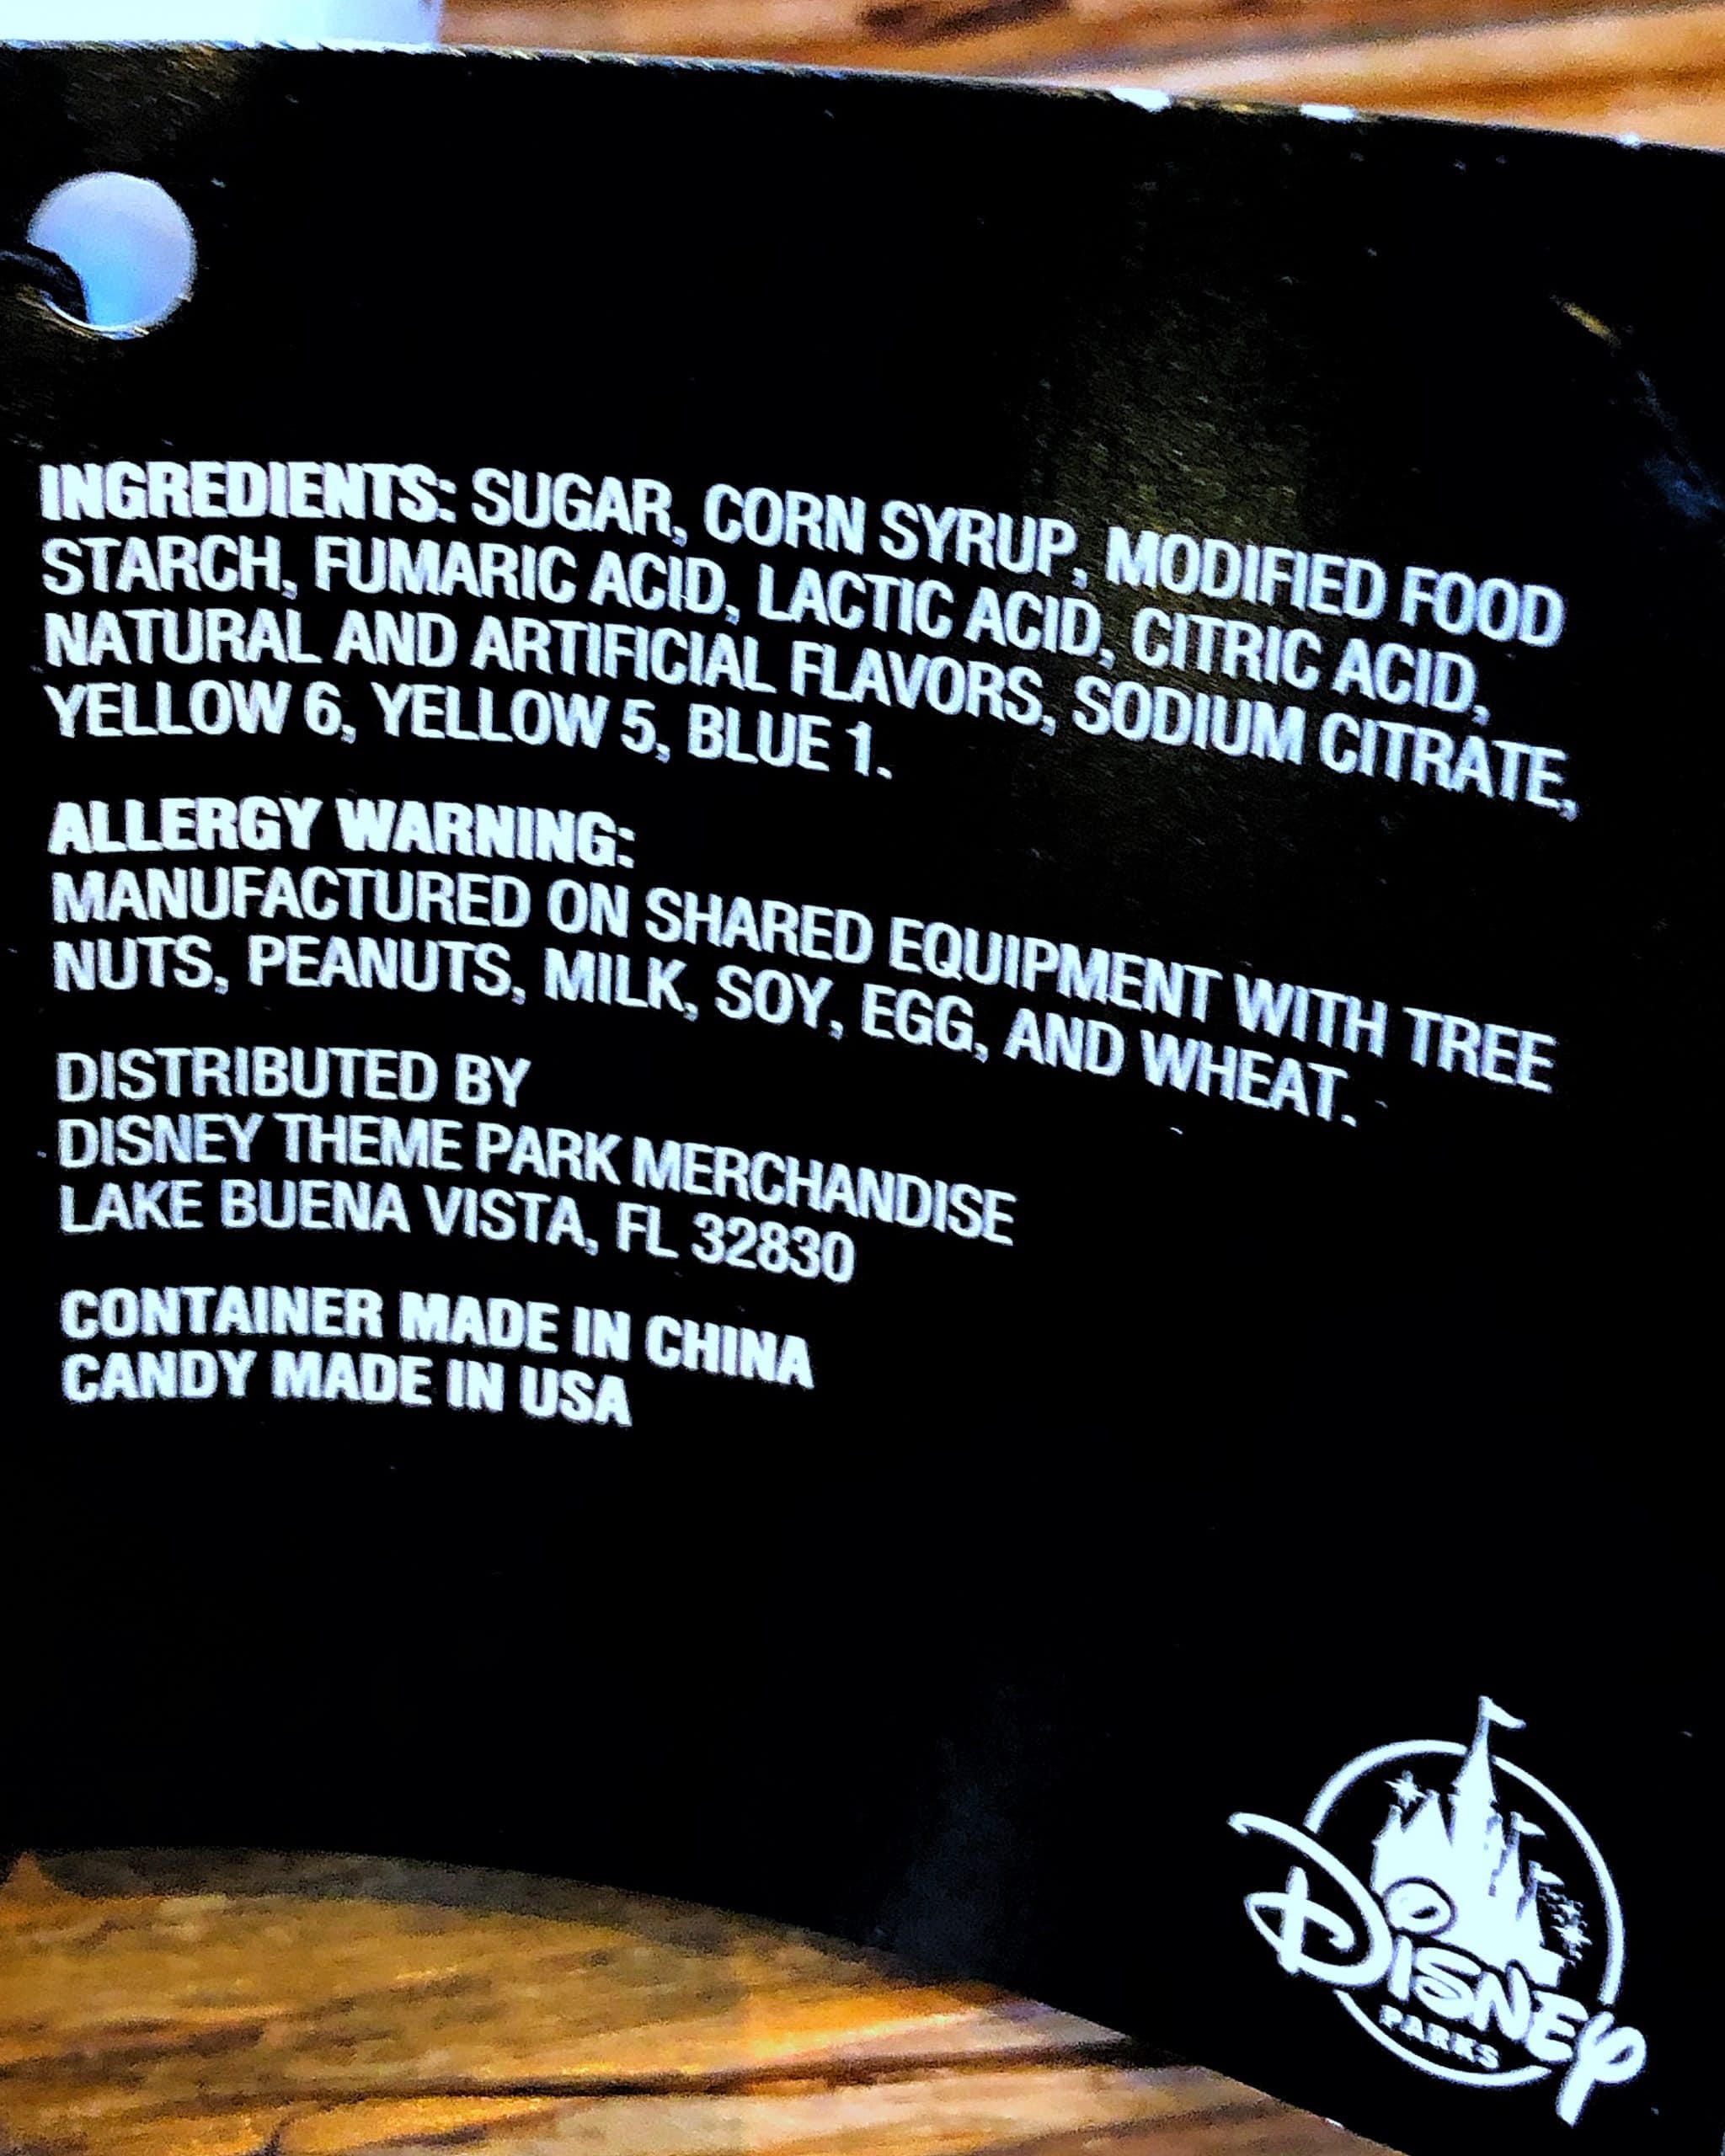 INGREDIENTS: SUGAR, CORN SYRUP, MODIFIED FOOD
STARCH, FUMARIC ACID, LACTIC ACID, CITRIC ACID,
NATURAL AND ARTIFICIAL FLAVORS, SODIUM CITRATE,
YELLOW 6, YELLOW 5, BLUE 1.
ALLERGY WARNING:
MANUFACTURED ON SHARED EQUIPMENT WITH TREE
NUTS, PEANUTS, MILK, SOY, EGG, AND WHEAT.
DISTRIBUTED BY
DISNEY THEME PARK MERCHANDISE
LAKE BUENA VISTA, FL 32830
CONTAINER MADE IN CHINA
CANDY MADE IN USA
DISNEY
PARKS